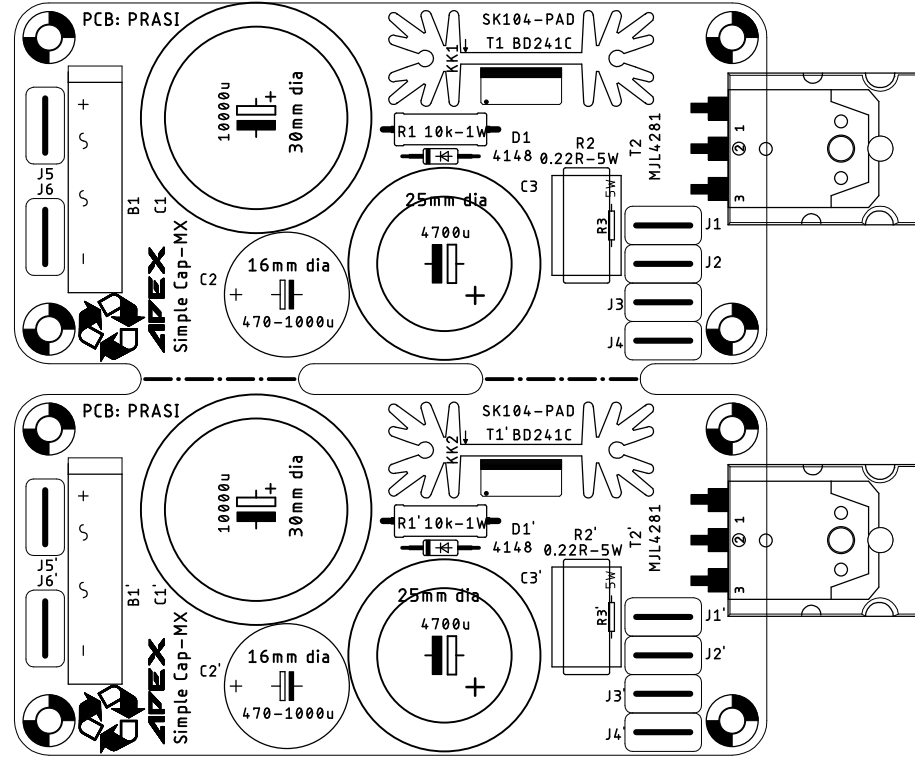 PCB: PRASI
SK104-PAD
T1 BD241C
KK1
10000u
+
30mm dia
R1 10k-1W
D1
4148
R2
0.22R-5W
T2
MJL4281
1
2
3
J5
J6
+
-
B1
C1
C3
25mm dia
4700u
+
5W
R3
J1
J2
J3
J4
C2
16mm dia
+
470-1000u
APEX
Simple Cap-MX
PCB: PRASI
SK104-PAD
T1' BD241C
KK2
10000u
+
30mm dia
R1' 10k-1W
D1'
4148
R2'
0.22R-5W
T2'
MJL4281
1
2
3
J5'
J6'
+
-
B1'
C1'
C3'
25mm dia
4700u
+
5W
R3'
J1'
J2'
J3'
J4'
C2'
16mm dia
+
470-1000u
APEX
Simple Cap-MX